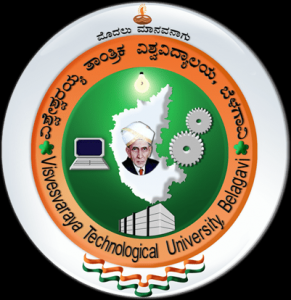 ಮೊದಲು ಮಾನವನಾಗು
ವಿಶ್ವೇಶ್ವರಯ್ಯ ತಾಂತ್ರಿಕ ವಿಶ್ವವಿದ್ಯಾಲಯ, ಬೆಳಗಾವಿ
Visvesvaraya Technological University, Belagavi